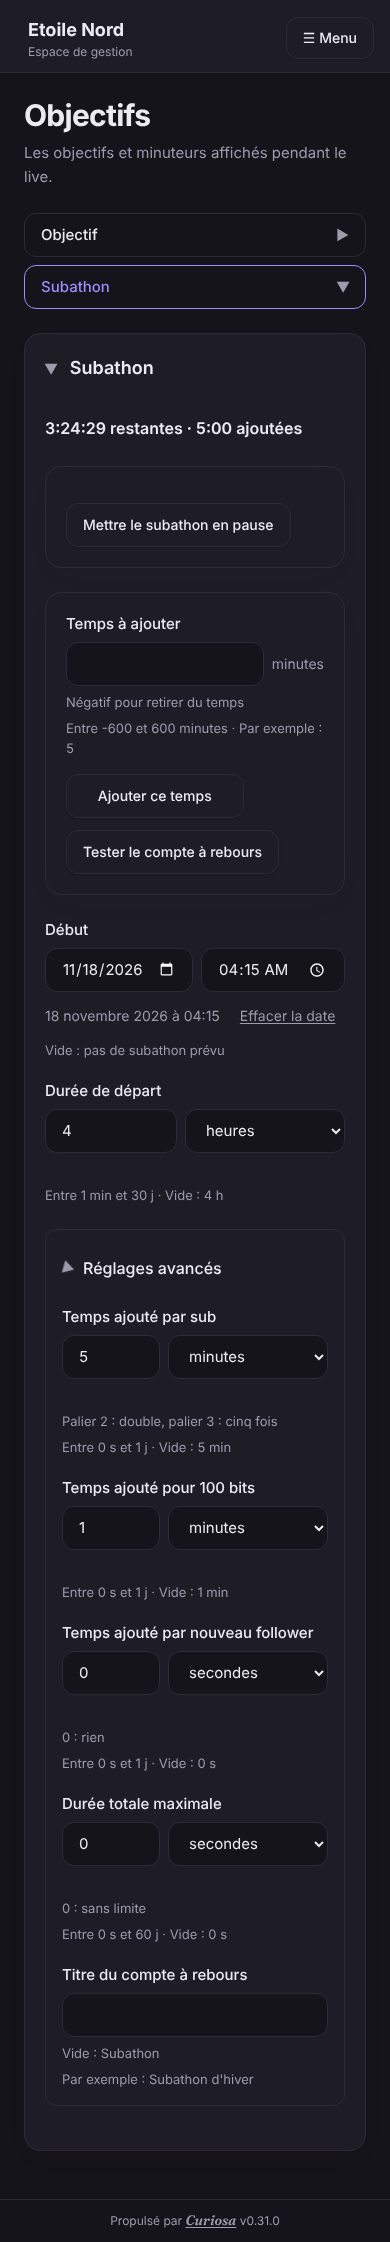 Etoile Nord
Espace de gestion
☰ Menu
Objectifs
Les objectifs et minuteurs affichés pendant le
live.
Objectif ▶
Subathon ▼
▼ Subathon
3:24:29 restantes · 5:00 ajoutées
Mettre le subathon en pause
Temps à ajouter
minutes
Négatif pour retirer du temps
Entre -600 et 600 minutes · Par exemple :
5
Ajouter ce temps
Tester le compte à rebours
Début
11/18/2026 04:15 AM
18 novembre 2026 à 04:15 Effacer la date
Vide : pas de subathon prévu
Durée de départ
4 heures
Entre 1 min et 30 j · Vide : 4 h
Réglages avancés
Temps ajouté par sub
5 minutes
Palier 2 : double, palier 3 : cinq fois
Entre 0 s et 1 j · Vide : 5 min
Temps ajouté pour 100 bits
1 minutes
Entre 0 s et 1 j · Vide : 1 min
Temps ajouté par nouveau follower
0 secondes
0 : rien
Entre 0 s et 1 j · Vide : 0 s
Durée totale maximale
0 secondes
0 : sans limite
Entre 0 s et 60 j · Vide : 0 s
Titre du compte à rebours
Vide : Subathon
Par exemple : Subathon d'hiver
Propulsé par Curiosa v0.31.0